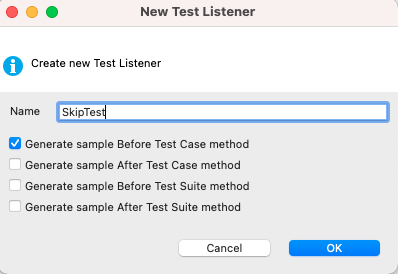 New Test Listener
Create new Test Listener
Name SkipTest
Generate sample Before Test Case method
Generate sample After Test Case method
Generate sample Before Test Suite method
Generate sample After Test Suite method
Cancel OK